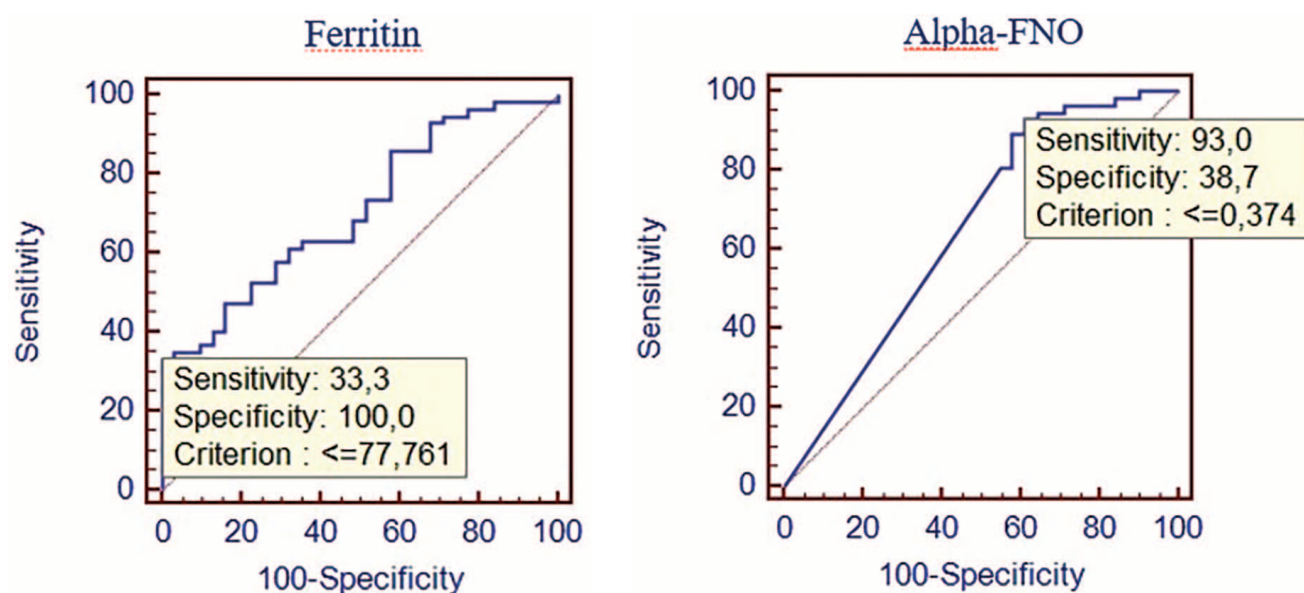 Ferritin
100
80
60
40
20
0
Sensitivity
Sensitivity: 33,3
Specificity: 100,0
Criterion : <=77,761
0 20 40 60 80 100
100-Specificity
Alpha-FNO
100
80
60
40
20
0
Sensitivity
Sensitivity: 93,0
Specificity: 38,7
Criterion : <=0,374
0 20 40 60 80 100
100-Specificity